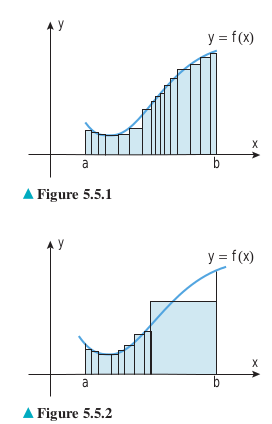 y
y = f(x)
x
a
b
▲ Figure 5.5.1
y
y = f(x)
x
a
b
▲ Figure 5.5.2